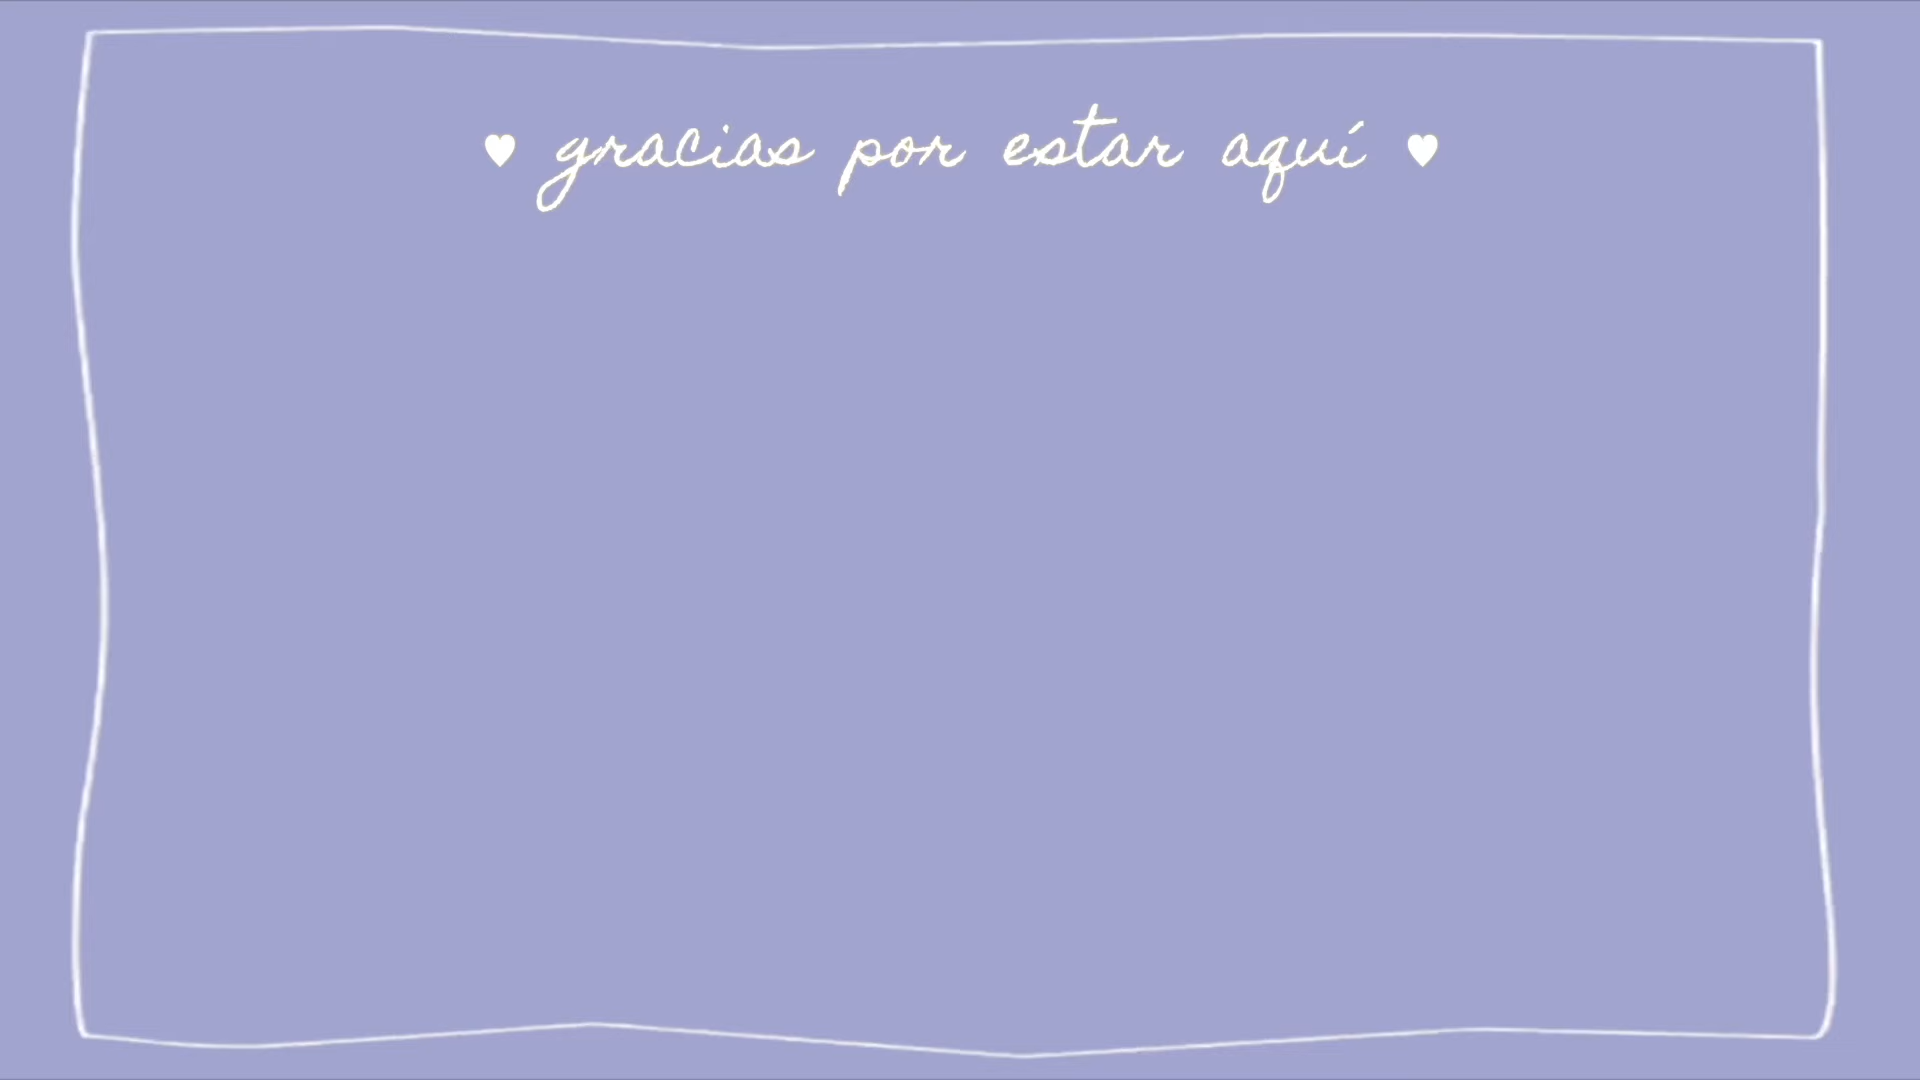 ♥ gracias por estar aquí ♥